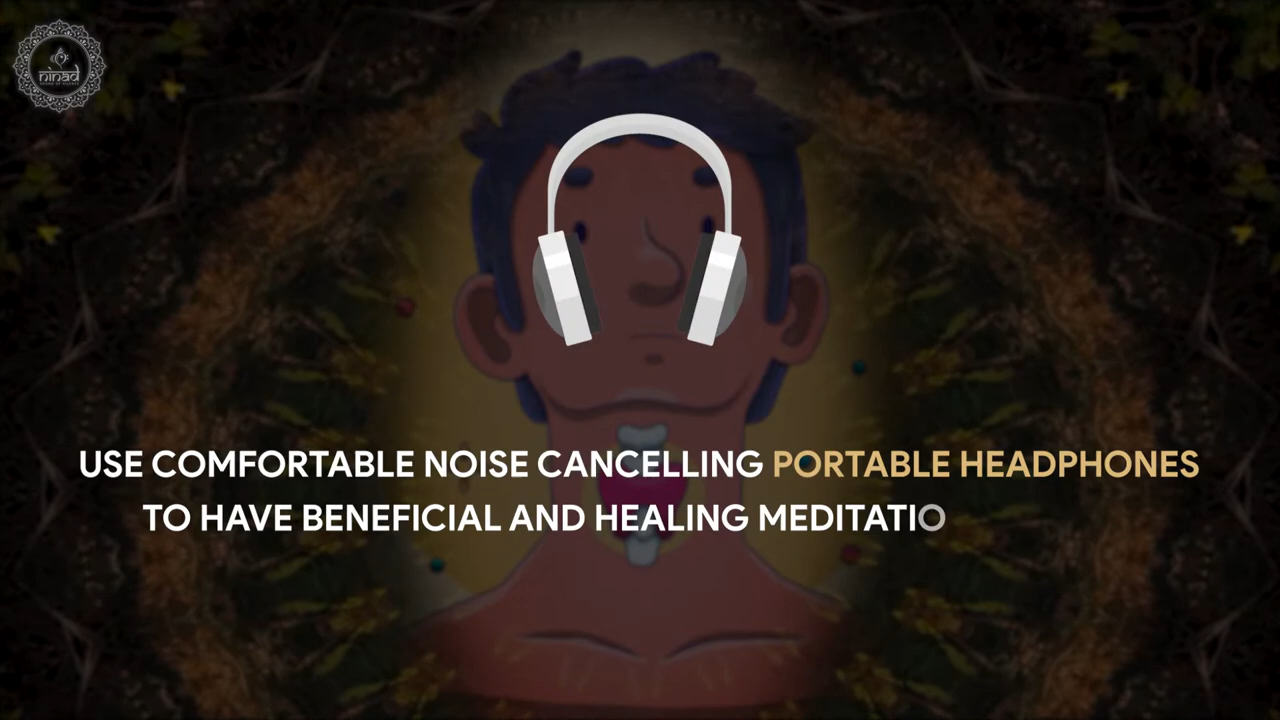 ninad
USE COMFORTABLE NOISE CANCELLING PORTABLE HEADPHONES
TO HAVE BENEFICIAL AND HEALING MEDITATIO